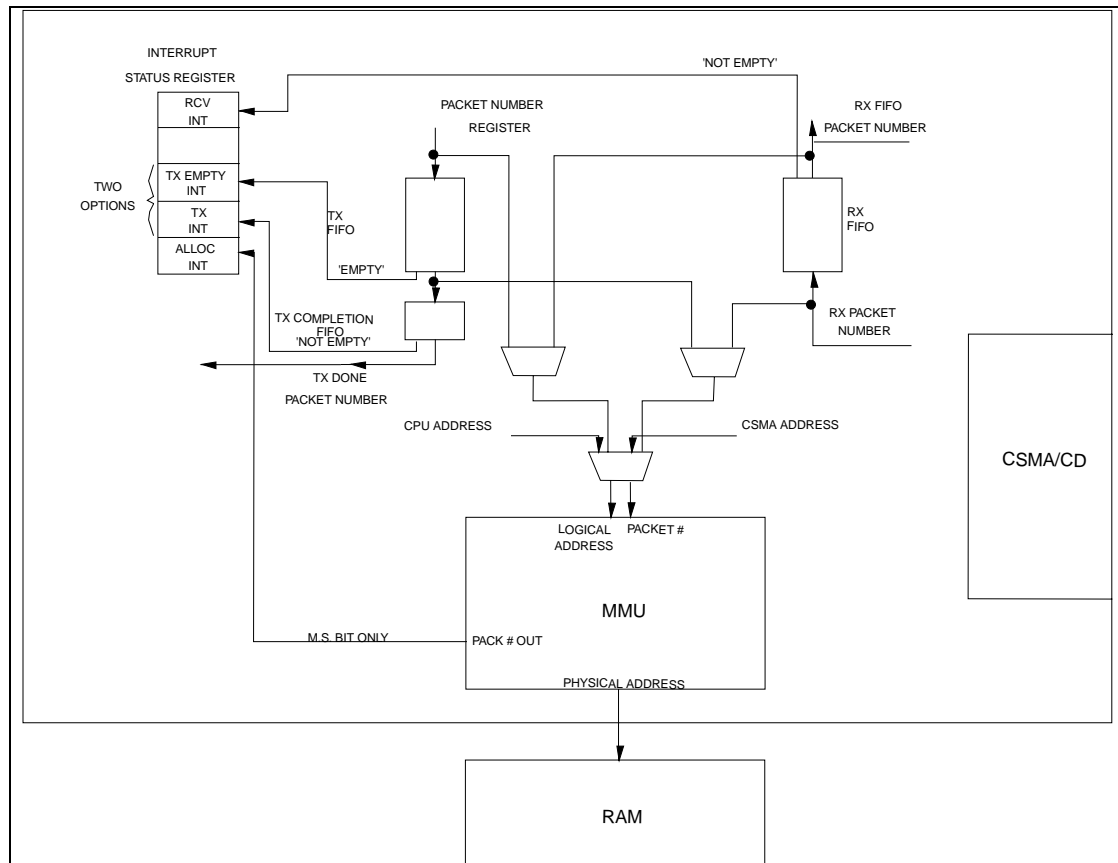 INTERRUPT
STATUS REGISTER
RCV
INT
TX EMPTY
INT
TX
INT
ALLOC
INT
TWO
OPTIONS
'NOT EMPTY'
PACKET NUMBER
REGISTER
RX FIFO
PACKET NUMBER
TX
FIFO
RX
FIFO
'EMPTY'
TX COMPLETION
FIFO
'NOT EMPTY'
TX DONE
PACKET NUMBER
RX PACKET
NUMBER
CPU ADDRESS
CSMA ADDRESS
CSMA/CD
LOGICAL
ADDRESS
PACKET #
MMU
M.S. BIT ONLY
PACK # OUT
PHYSICAL ADDRESS
RAM